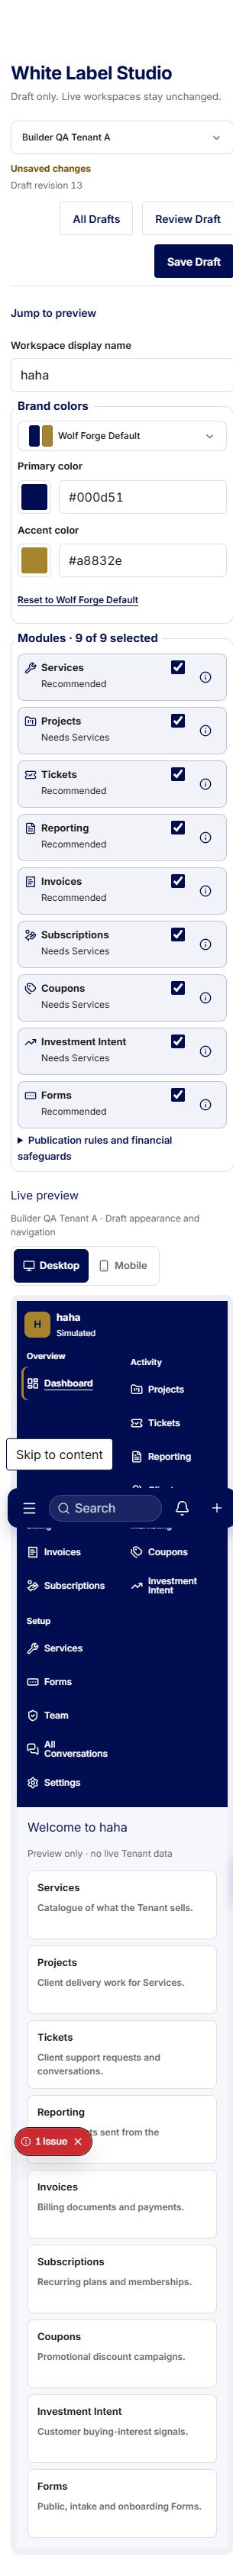 White Label Studio
Draft only. Live workspaces stay unchanged.
Builder QA Tenant A
Unsaved changes
Draft revision 13
All Drafts
Review Draft
Save Draft
Jump to preview
Workspace display name
haha
Brand colors
Wolf Forge Default
Primary color
#000d51
Accent color
#a8832e
Reset to Wolf Forge Default
Modules · 9 of 9 selected
Services
Recommended
Projects
Needs Services
Tickets
Recommended
Reporting
Recommended
Invoices
Recommended
Subscriptions
Needs Services
Coupons
Needs Services
Investment Intent
Needs Services
Forms
Recommended
Publication rules and financial
safeguards
Live preview
Builder QA Tenant A · Draft appearance and
navigation
Desktop
Mobile
H
haha
Simulated
Overview
Dashboard
Activity
Projects
Tickets
Reporting
Skip to content
Search
Invoices
Subscriptions
Coupons
Investment
Intent
Setup
Services
Forms
Team
All
Conversations
Settings
Welcome to haha
Preview only · no live Tenant data
Services
Catalogue of what the Tenant sells.
Projects
Client delivery work for Services.
Tickets
Client support requests and
conversations.
Reporting
sent from the
1 Issue
Invoices
Billing documents and payments.
Subscriptions
Recurring plans and memberships.
Coupons
Promotional discount campaigns.
Investment Intent
Customer buying-interest signals.
Forms
Public, intake and onboarding Forms.